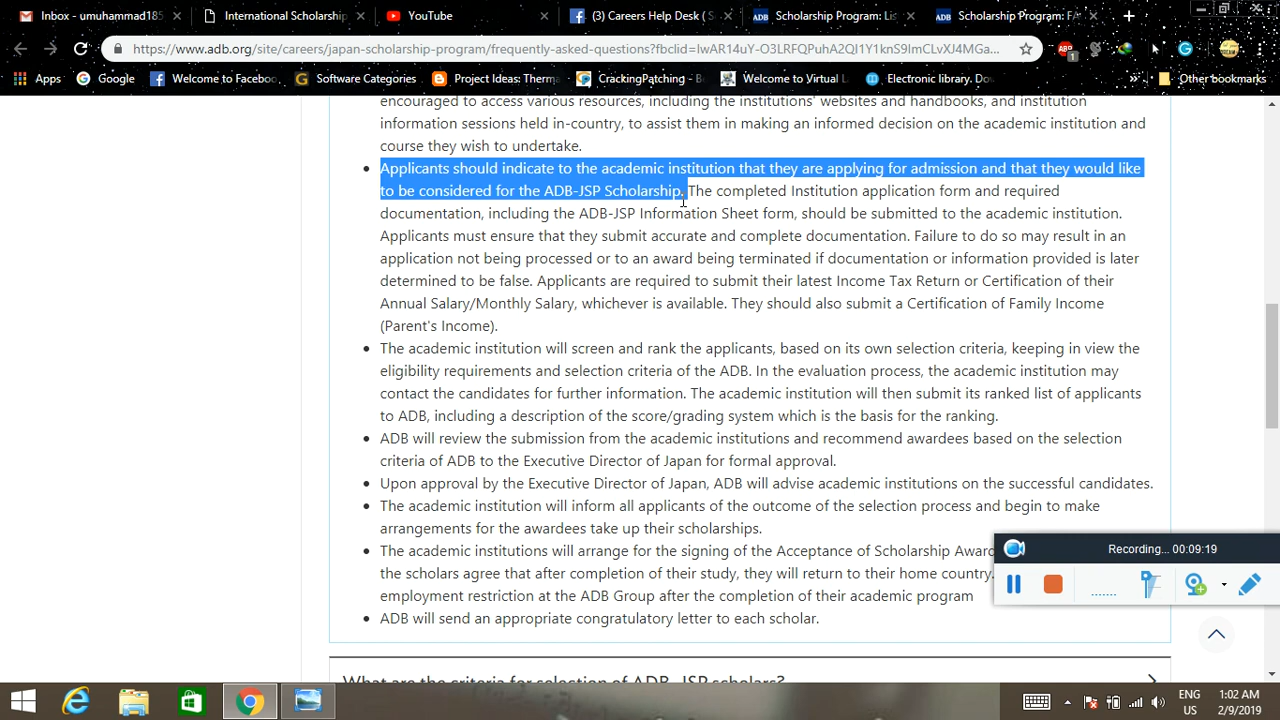 Inbox - umuhammad185
International Scholarship
YouTube
(3) Careers Help Desk (
Scholarship Program: Lis
Scholarship Program: FA
https://www.adb.org/site/careers/japan-scholarship-program/frequently-asked-questions?fbclid=IwAR14uY-O3LRFQPuhA2QI1Y1knS9lmCLvXJ4MGa...
ABP
1
Apps
Google
Welcome to Faceboo
Software Categories
Project Ideas: Therma
CrackingPatching - B
Welcome to Virtual L
Electronic library. Do
Other bookmarks
encouraged to access various resources, including the institutions' websites and handbooks, and institution
information sessions held in-country, to assist them in making an informed decision on the academic institution and
course they wish to undertake.
Applicants should indicate to the academic institution that they are applying for admission and that they would like
to be considered for the ADB-JSP Scholarship. The completed Institution application form and required
documentation, including the ADB-JSP Information Sheet form, should be submitted to the academic institution.
Applicants must ensure that they submit accurate and complete documentation. Failure to do so may result in an
application not being processed or to an award being terminated if documentation or information provided is later
determined to be false. Applicants are required to submit their latest Income Tax Return or Certification of their
Annual Salary/Monthly Salary, whichever is available. They should also submit a Certification of Family Income
(Parent's Income).
The academic institution will screen and rank the applicants, based on its own selection criteria, keeping in view the
eligibility requirements and selection criteria of the ADB. In the evaluation process, the academic institution may
contact the candidates for further information. The academic institution will then submit its ranked list of applicants
to ADB, including a description of the score/grading system which is the basis for the ranking.
ADB will review the submission from the academic institutions and recommend awardees based on the selection
criteria of ADB to the Executive Director of Japan for formal approval.
Upon approval by the Executive Director of Japan, ADB will advise academic institutions on the successful candidates.
The academic institution will inform all applicants of the outcome of the selection process and begin to make
arrangements for the awardees take up their scholarships.
The academic institutions will arrange for the signing of the Acceptance of Scholarship Award
the scholars agree that after completion of their study, they will return to their home country.
employment restriction at the ADB Group after the completion of their academic program
ADB will send an appropriate congratulatory letter to each scholar.
Recording... 00:09:19
What are the criteria for selection of ADB-JSP scholars?
ENG
US
1:02 AM
2/9/2019